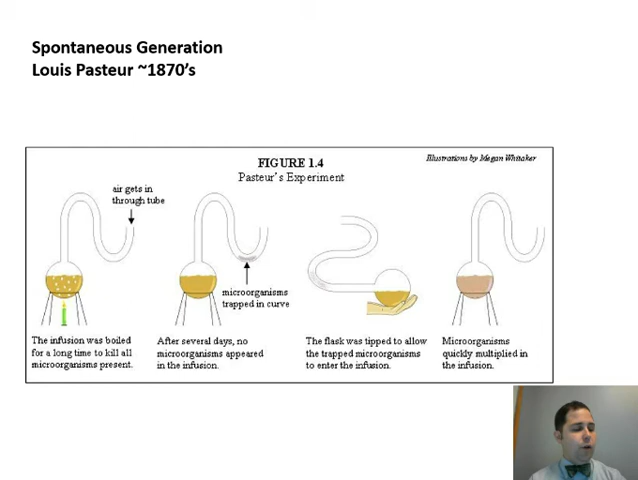 Spontaneous Generation
Louis Pasteur ~1870's
Illustrations by Megan Whitaker
FIGURE 1.4
Pasteur's Experiment
air gets in
through tube
microorganisms
trapped in curve
The infusion was boiled
for a long time to kill all
microorganisms present.
After several days, no
microorganisms appeared
in the infusion.
The flask was tipped to allow
the trapped microorganisms
to enter the infusion.
Microorganisms
quickly multiplied in
the infusion.